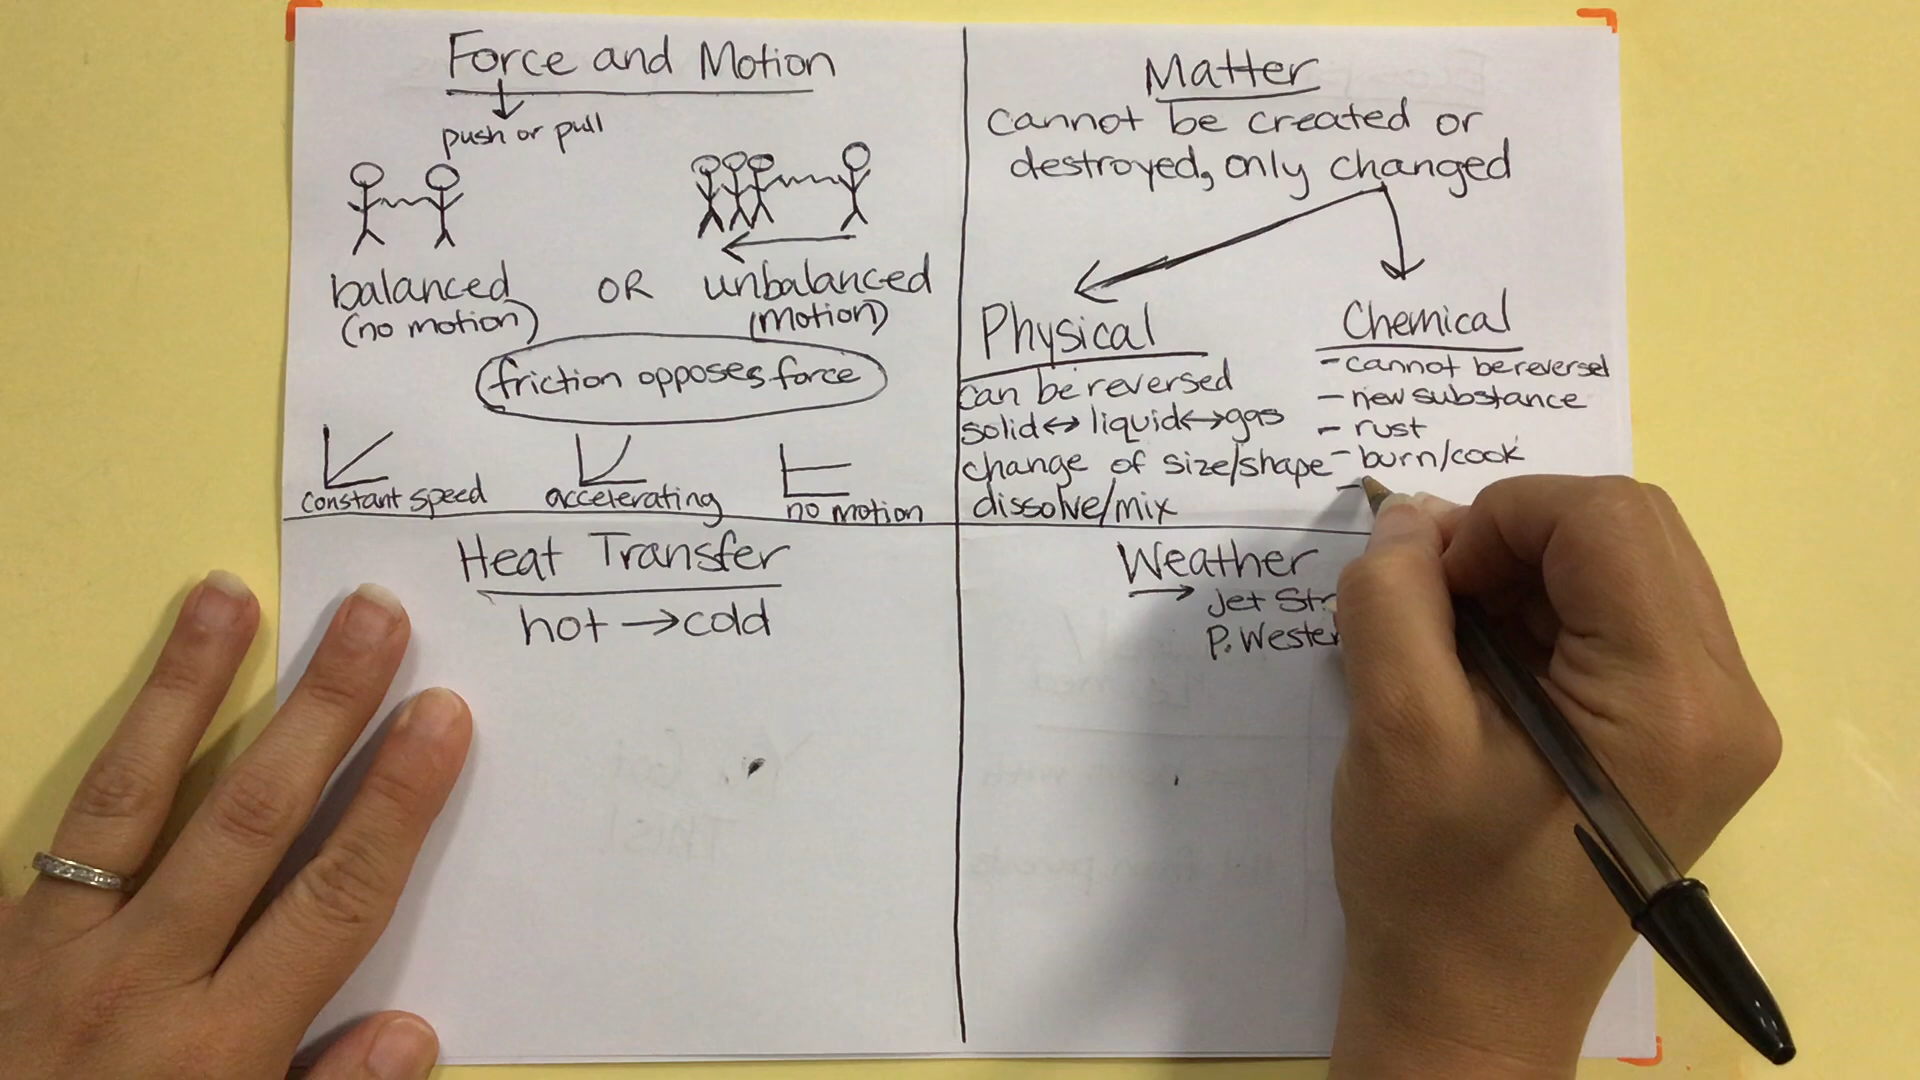 Force and Motion
push or pull
balanced OR unbalanced
(no motion) (motion)
friction opposes force
constant speed accelerating no motion
Matter
cannot be created or
destroyed, only changed
Physical
can be reversed
solid↔liquid↔gas
change of size/shape
dissolve/mix
Chemical
- cannot be reversed
- new substance
- rust
- burn/cook
-
Heat Transfer
hot → cold
Weather
→ Jet
P.